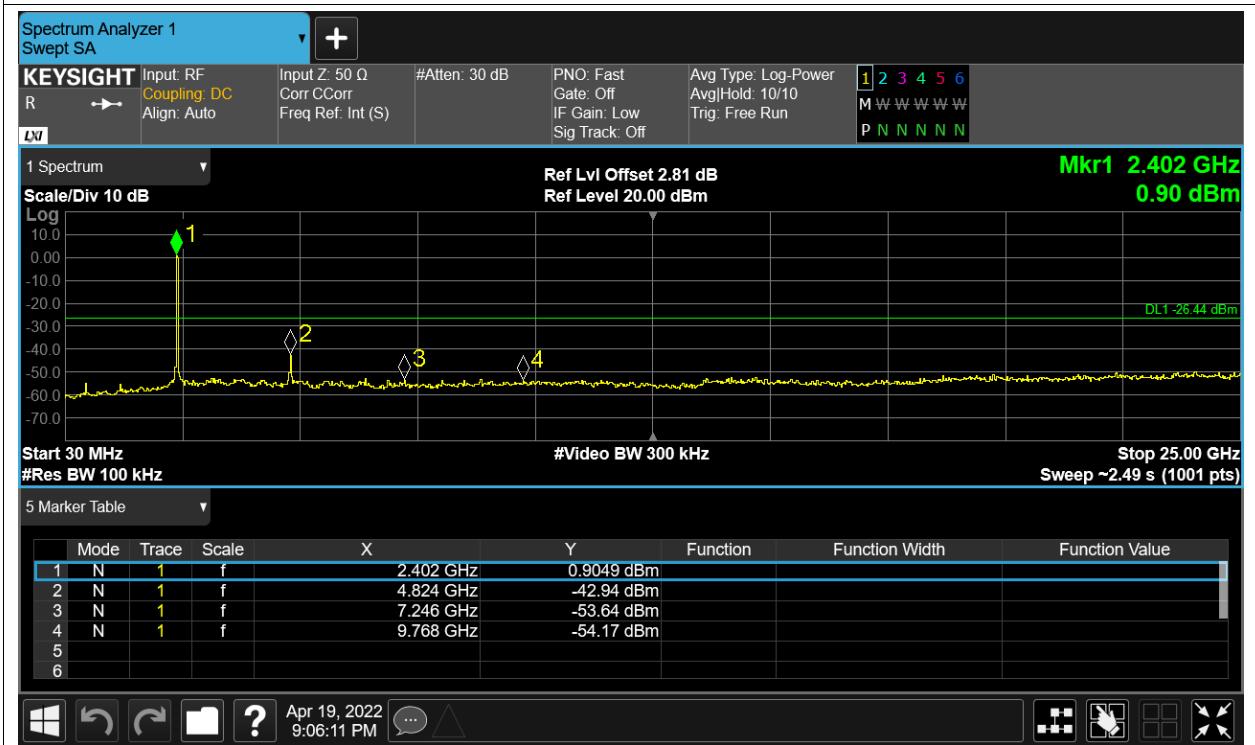 Spectrum Analyzer 1
Swept SA
KEYSIGHT
R
LXI
Input: RF
Coupling: DC
Align: Auto
Input Z: 50 Ω
Corr CCorr
Freq Ref: Int (S)
#Atten: 30 dB
PNO: Fast
Gate: Off
IF Gain: Low
Sig Track: Off
Avg Type: Log-Power
Avg|Hold: 10/10
Trig: Free Run
1 2 3 4 5 6
M W W W W W
P N N N N N
1 Spectrum
Scale/Div 10 dB
Ref Lvl Offset 2.81 dB
Ref Level 20.00 dBm
Mkr1 2.402 GHz
0.90 dBm
Log
10.0
0.00
-10.0
-20.0
-30.0
-40.0
-50.0
-60.0
-70.0
1
2
3
4
DL1 -26.44 dBm
Start 30 MHz
#Video BW 300 kHz
Stop 25.00 GHz
#Res BW 100 kHz
Sweep ~2.49 s (1001 pts)
5 Marker Table
Mode Trace Scale X Y Function Function Width Function Value
1 N 1 f 2.402 GHz 0.9049 dBm
2 N 1 f 4.824 GHz -42.94 dBm
3 N 1 f 7.246 GHz -53.64 dBm
4 N 1 f 9.768 GHz -54.17 dBm
5
6
?
Apr 19, 2022
9:06:11 PM